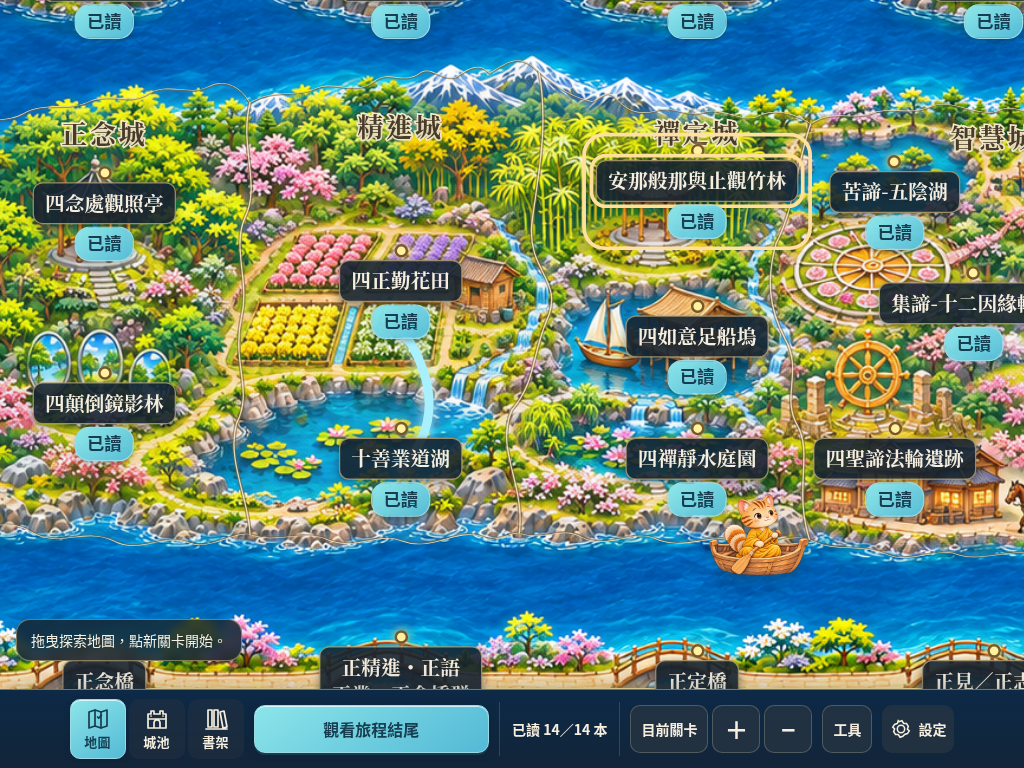 已讀
已讀
已讀
已讀
正念城
精進城
禪定城
智慧城
四念處觀照亭
已讀
四正勤花田
已讀
安那般那與止觀竹林
已讀
苦諦-五陰湖
已讀
集諦-十二因緣
已讀
四如意足船塢
已讀
四顛倒鏡影林
已讀
十善業道湖
已讀
四禪靜水庭園
已讀
四聖諦法輪遺跡
已讀
拖曳探索地圖，點新關卡開始。
正念橋
正精進・正語
正定橋
正見／正志
地圖
城池
書架
觀看旅程結尾
已讀 14／14 本
目前關卡
+
−
工具
設定